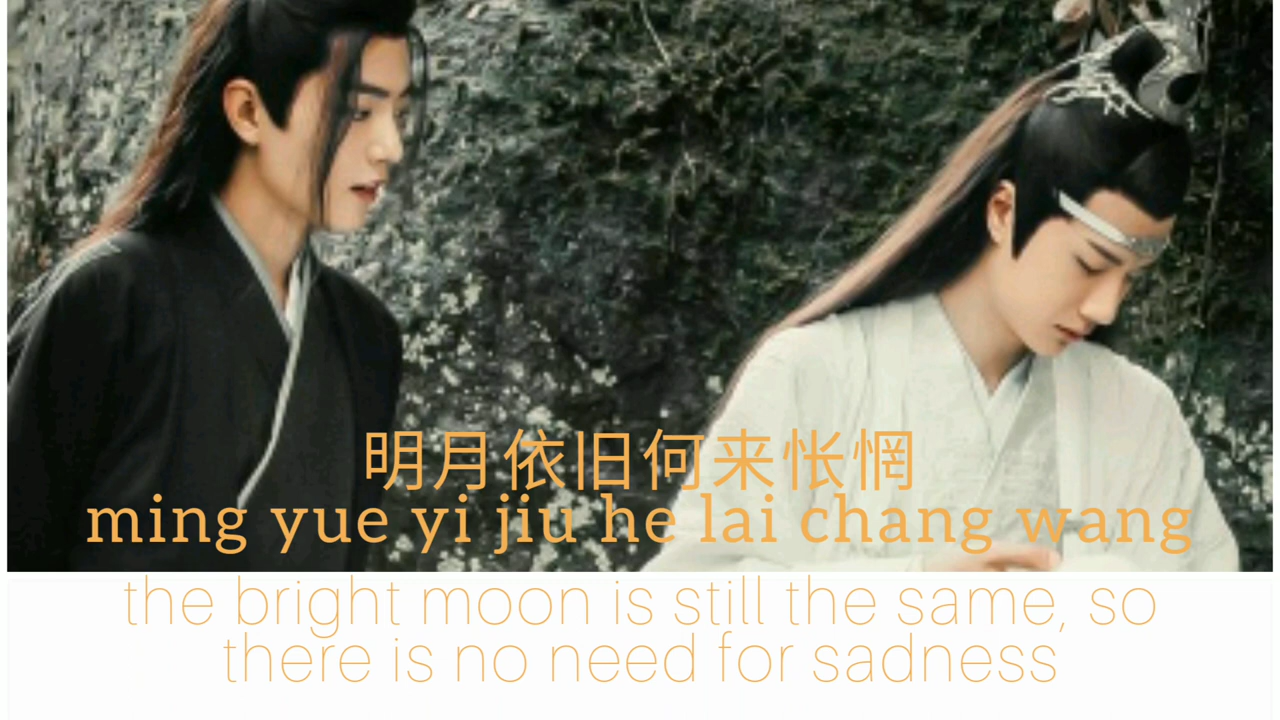 明月依旧何来怅惘
ming yue yi jiu he lai chang wang
the bright moon is still the same, so
there is no need for sadness